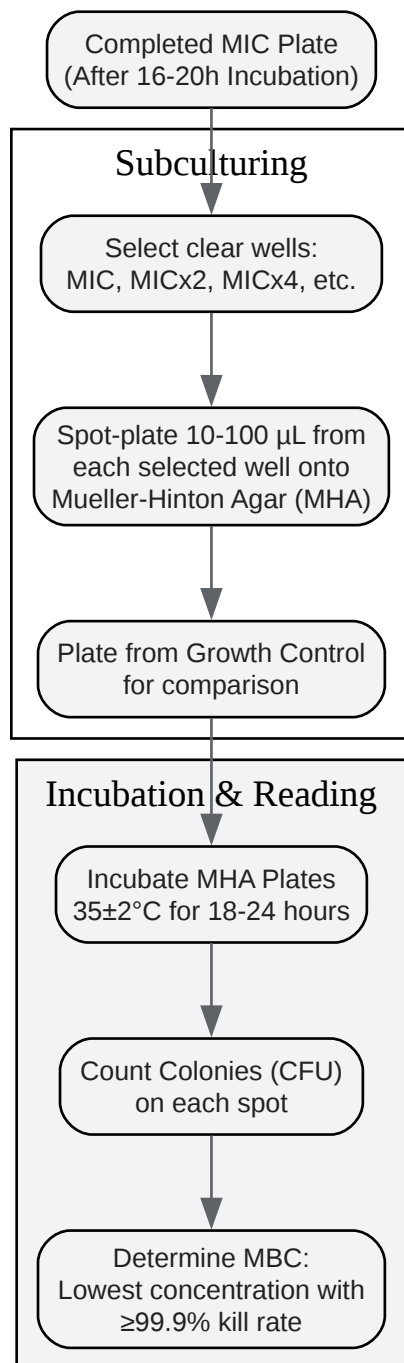 Completed MIC Plate
(After 16-20h Incubation)
Subculturing
Select clear wells:
MIC, MICx2, MICx4, etc.
Spot-plate 10-100 µL from
each selected well onto
Mueller-Hinton Agar (MHA)
Plate from Growth Control
for comparison
Incubation & Reading
Incubate MHA Plates
35±2°C for 18-24 hours
Count Colonies (CFU)
on each spot
Determine MBC:
Lowest concentration with
≥99.9% kill rate